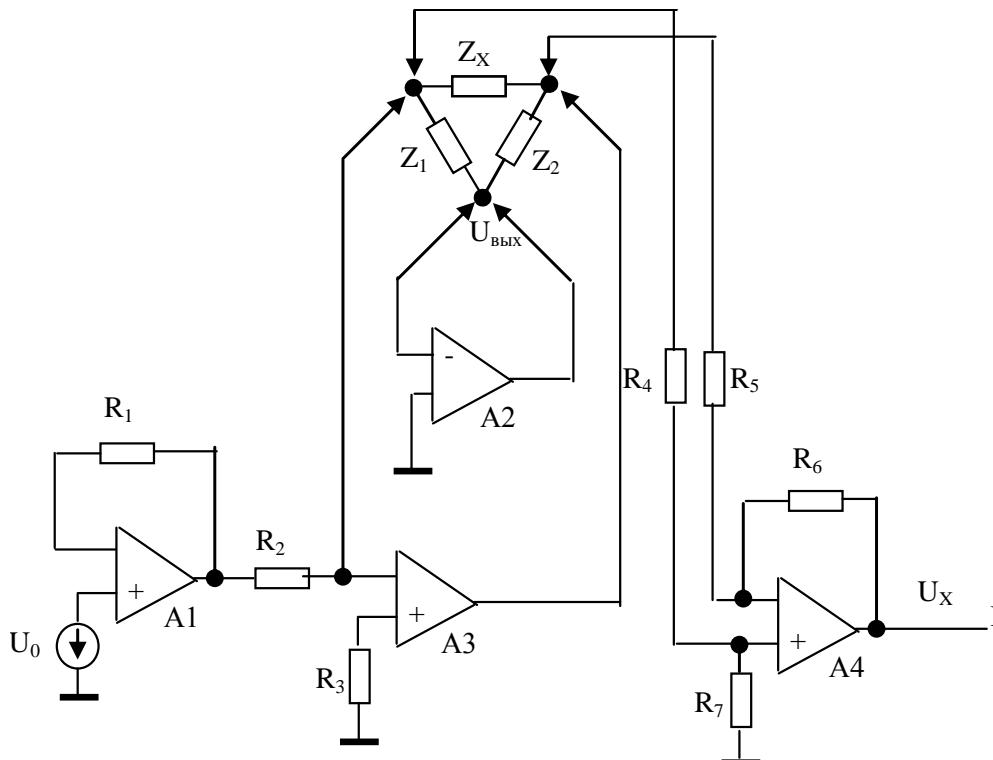 Z_X
Z_1
Z_2
U_вых
-
A2
R_4
R_5
R_1
R_6
R_2
+
A1
U_0
+
A3
R_3
U_X
+
A4
R_7